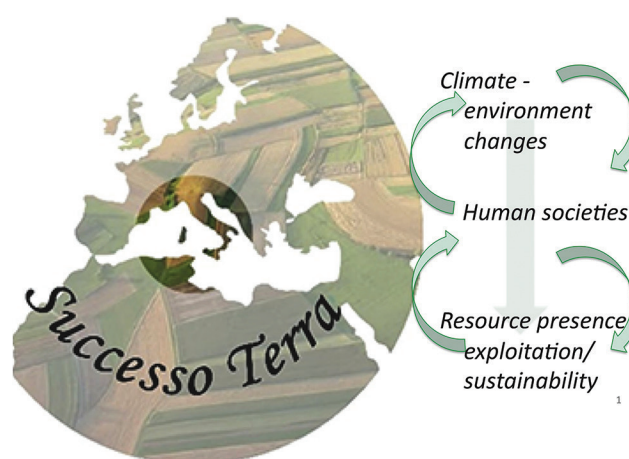 Climate -
environment
changes
Human societies
Successo Terra
Resource presence
exploitation/
sustainability
1